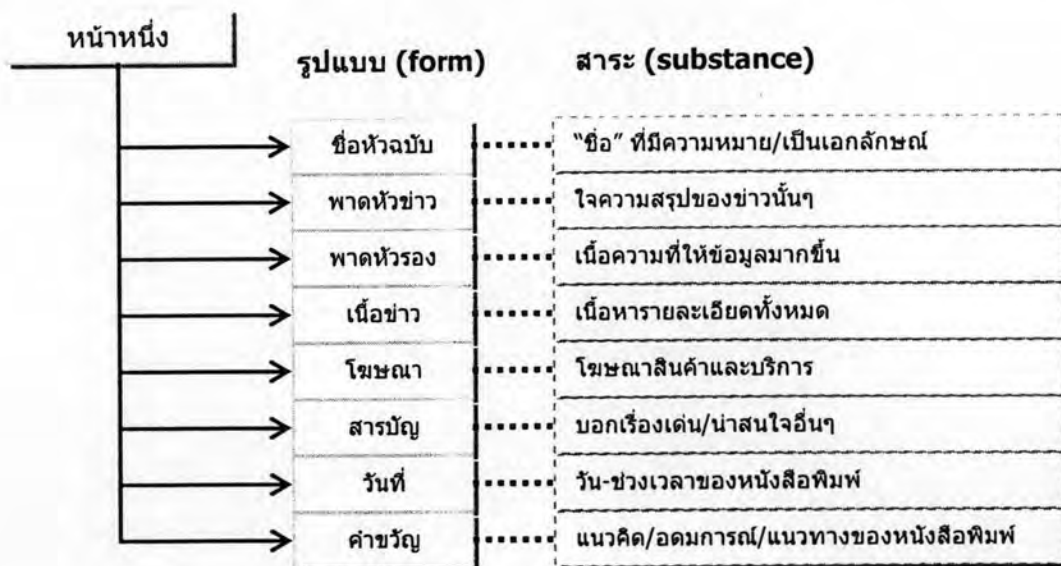 หน้าหนึ่ง
รูปแบบ (form) สาระ (substance)
ชื่อหัวฉบับ "ชื่อ" ที่มีความหมาย/เป็นเอกลักษณ์
พาดหัวข่าว ใจความสรุปของข่าวนั้นๆ
พาดหัวรอง เนื้อความที่ให้ข้อมูลมากขึ้น
เนื้อข่าว เนื้อหารายละเอียดทั้งหมด
โฆษณา โฆษณาสินค้าและบริการ
สารบัญ บอกเรื่องเด่น/น่าสนใจอื่นๆ
วันที่ วัน-ช่วงเวลาของหนังสือพิมพ์
คำขวัญ แนวคิด/อดมการณ์/แนวทางของหนังสือพิมพ์